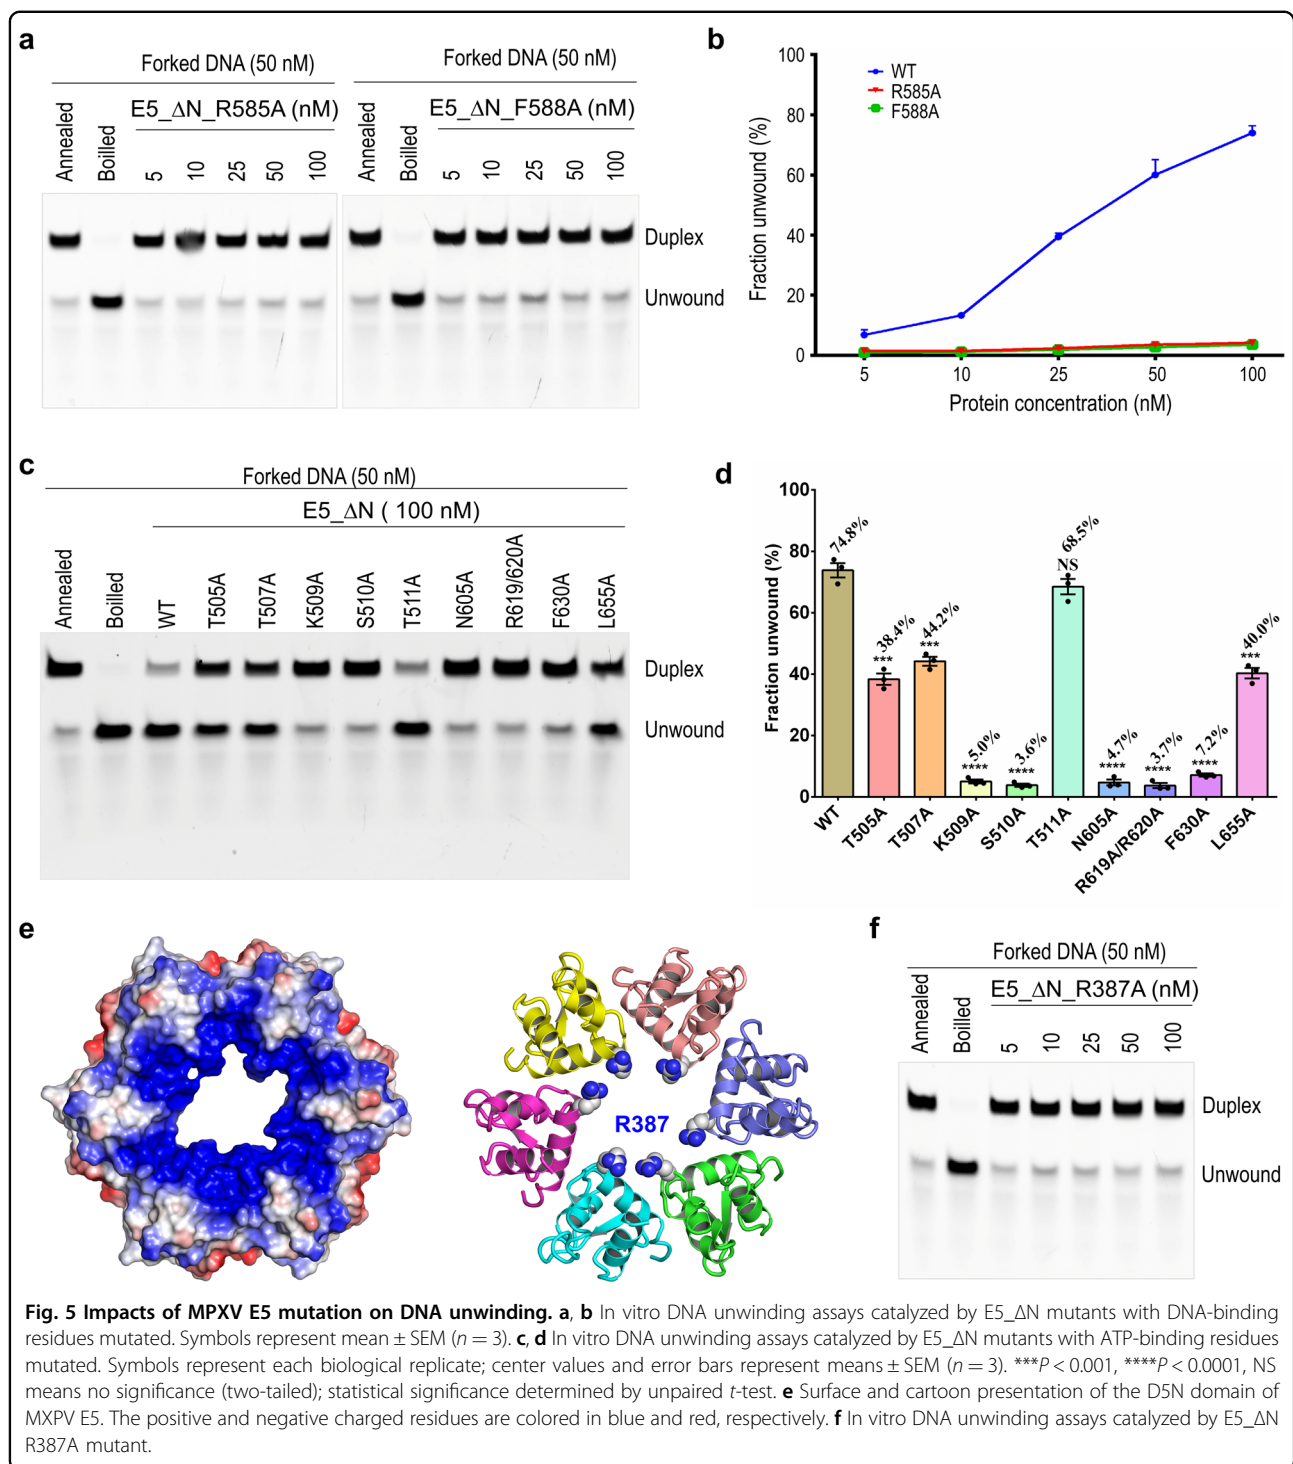 a
Forked DNA (50 nM)
E5_ΔN_R585A (nM)
Annealed
Boilled
5
10
25
50
100
Forked DNA (50 nM)
E5_ΔN_F588A (nM)
Annealed
Boilled
5
10
25
50
100
Duplex
Unwound
b
Fraction unwound (%)
100
80
60
40
20
0
WT
R585A
F588A
5
10
25
50
100
Protein concentration (nM)
c
Forked DNA (50 nM)
E5_ΔN ( 100 nM)
Annealed
Boilled
WT
T505A
T507A
K509A
S510A
T511A
N605A
R619/620A
F630A
L655A
Duplex
Unwound
d
Fraction unwound (%)
100
80
60
40
20
0
74.8%
38.4%
***
44.2%
***
5.0%
****
3.6%
****
68.5%
NS
4.7%
****
3.7%
****
7.2%
****
40.0%
***
WT
T505A
T507A
K509A
S510A
T511A
N605A
R619A/R620A
F630A
L655A
e
R387
f
Forked DNA (50 nM)
E5_ΔN_R387A (nM)
Annealed
Boilled
5
10
25
50
100
Duplex
Unwound
Fig. 5 Impacts of MPXV E5 mutation on DNA unwinding. a, b In vitro DNA unwinding assays catalyzed by E5_ΔN mutants with DNA-binding
residues mutated. Symbols represent mean ± SEM (n = 3). c, d In vitro DNA unwinding assays catalyzed by E5_ΔN mutants with ATP-binding residues
mutated. Symbols represent each biological replicate; center values and error bars represent means ± SEM (n = 3). ***P < 0.001, ****P < 0.0001, NS
means no significance (two-tailed); statistical significance determined by unpaired t-test. e Surface and cartoon presentation of the D5N domain of
MXPV E5. The positive and negative charged residues are colored in blue and red, respectively. f In vitro DNA unwinding assays catalyzed by E5_ΔN
R387A mutant.